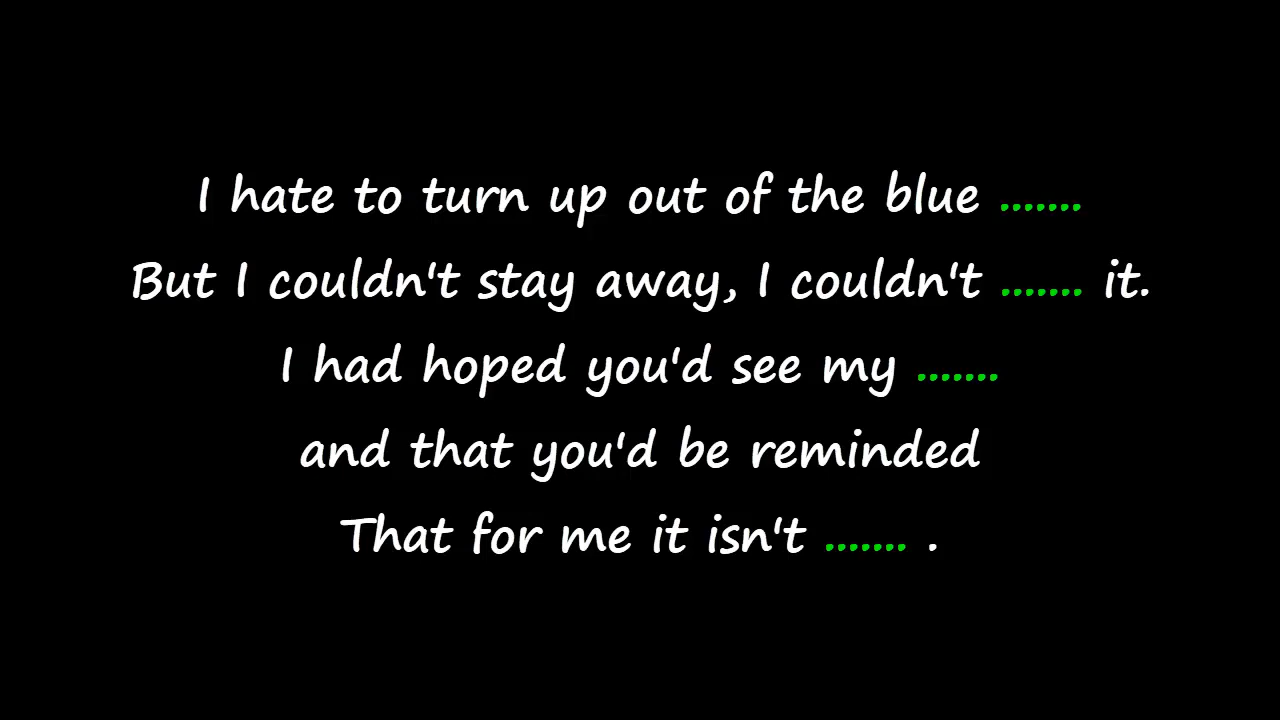 I hate to turn up out of the blue .......
But I couldn't stay away, I couldn't ....... it.
I had hoped you'd see my .......
and that you'd be reminded
That for me it isn't ....... .